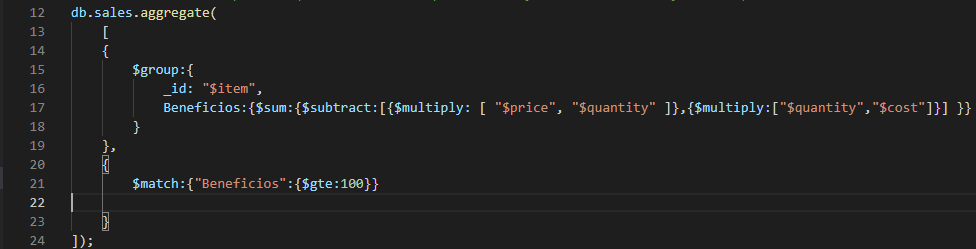 12 db.sales.aggregate(
13     [
14     {
15         $group:{
16             _id: "$item",
17             Beneficios:{$sum:{$subtract:[{$multiply: [ "$price", "$quantity" ]},{$multiply:["$quantity","$cost"]}] }}
18         }
19     },
20     {
21         $match:{"Beneficios":{$gte:100}}
22
23     }
24 ]);